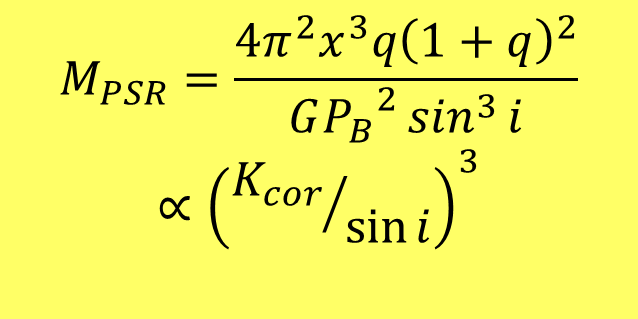 M_{PSR} = \frac{4\pi^2 x^3 q(1 + q)^2}{G P_B{}^2 \sin^3 i}
\propto \left( K_{cor} / \sin i \right)^3